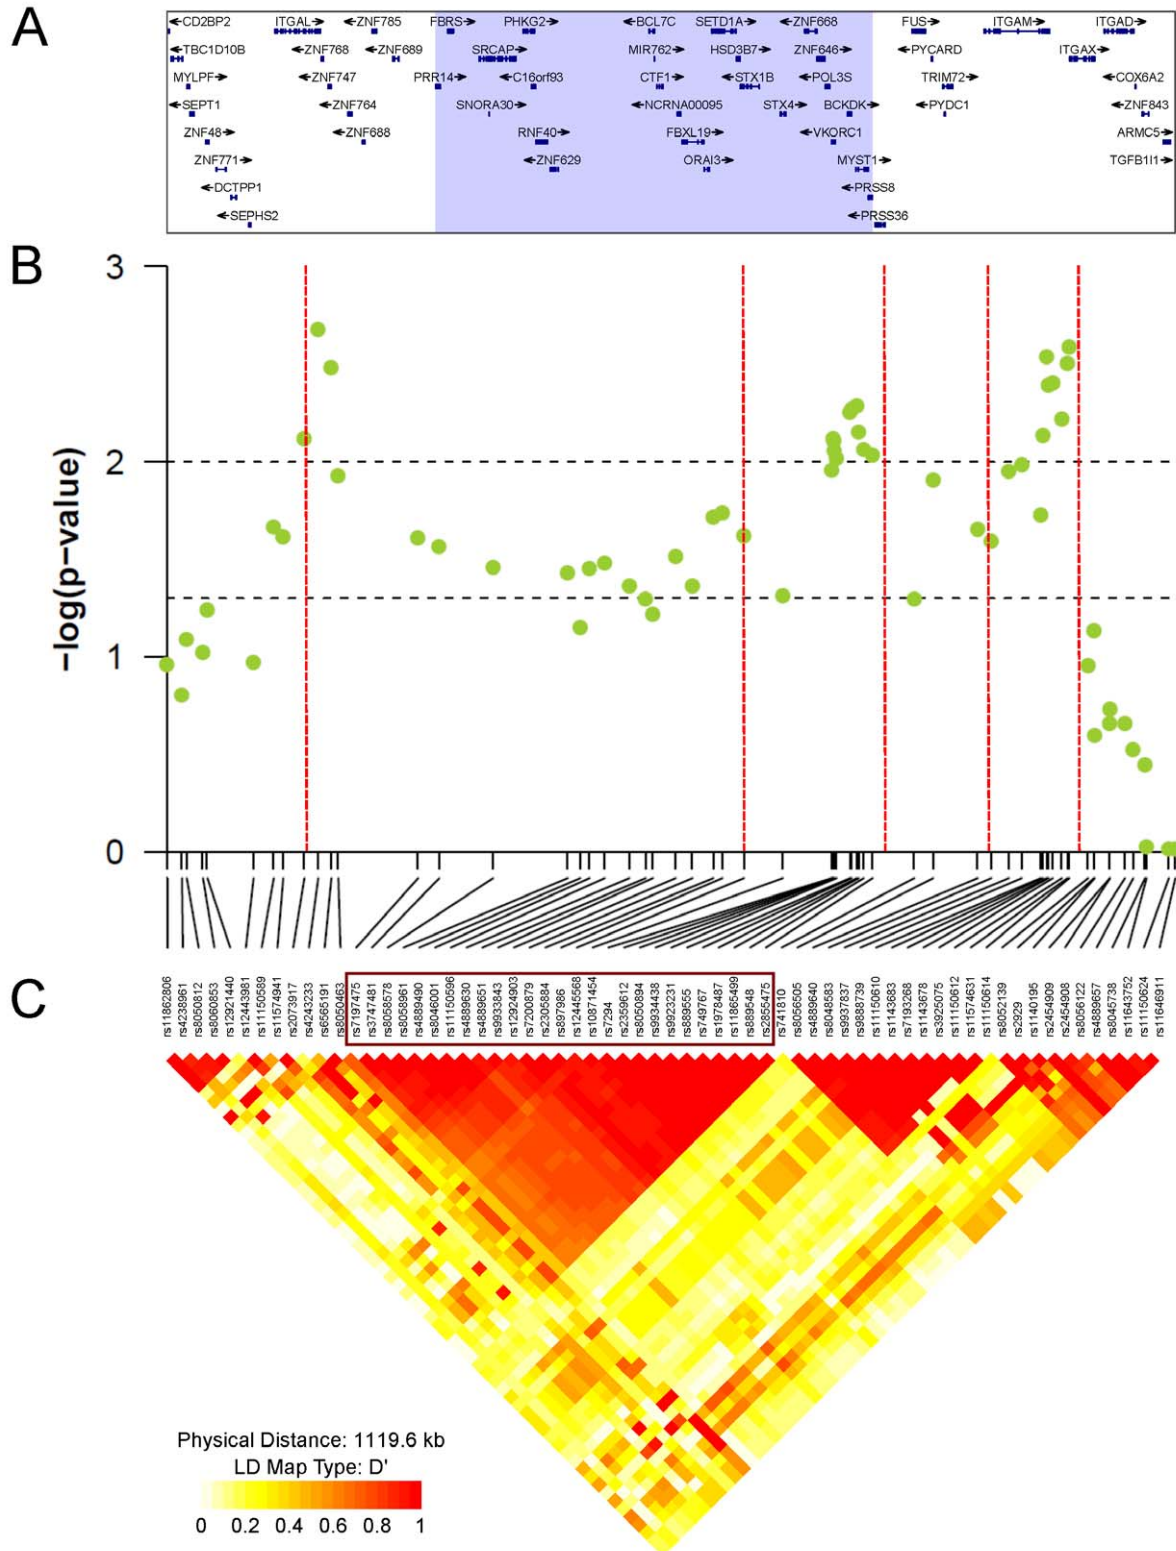 A
←CD2BP2 ITGAL→ ←ZNF785 FBRS→ PHKG2→ ←BCL7C SETD1A→ ←ZNF668 FUS→ ITGAM→ ITGAD→
←TBC1D10B ←ZNF768 ←ZNF689 SRCAP→ MIR762→ HSD3B7→ ZNF646→ ←PYCARD ITGAX→
MYLPF→ ←ZNF747 PRR14→ ←C16orf93 CTF1→ ←STX1B ←POL3S TRIM72→ ←COX6A2
←SEPT1 ←ZNF764 SNORA30→ ←NCRNA00095 STX4→ BCKDK→ ←PYDC1 ←ZNF843
ZNF48→ ←ZNF688 RNF40→ FBXL19→ ←VKORC1 ARMC5→
ZNF771→ ←ZNF629 ORAI3→ MYST1→ TGFB1I1→
←DCTPP1 ←PRSS8
←SEPHS2 ←PRSS36
B
−log(p−value)
3
2
1
0
C
rs11862806
rs4238961
rs8050812
rs8060853
rs12921440
rs12443981
rs11150589
rs11574941
rs2073917
rs4243233
rs6565191
rs8050463
rs7197475
rs3747481
rs8058578
rs8058961
rs4889490
rs8046001
rs11150596
rs4889630
rs4889651
rs9933843
rs12924903
rs7200879
rs2305884
rs897986
rs12445568
rs10871454
rs7294
rs2359612
rs8050894
rs9934438
rs9923231
rs889555
rs749767
rs1978487
rs11865499
rs889548
rs2855475
rs741810
rs8056505
rs4889640
rs8048583
rs9937837
rs9888739
rs11150610
rs1143683
rs7193268
rs1143678
rs3925075
rs11150612
rs11574631
rs11150614
rs8052139
rs2929
rs1140195
rs2454909
rs2454908
rs8056122
rs4889657
rs8045738
rs11643752
rs11150624
rs11646911
Physical Distance: 1119.6 kb
LD Map Type: D'
0 0.2 0.4 0.6 0.8 1